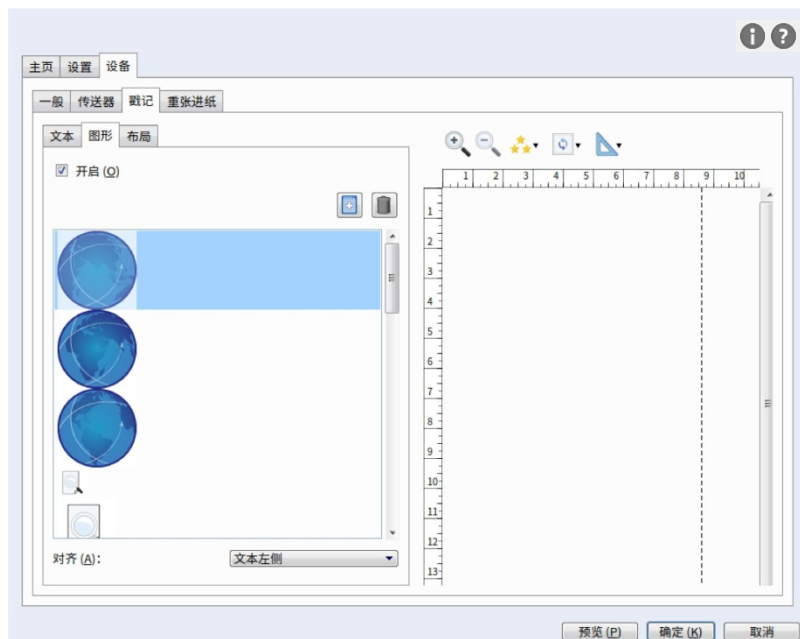 主页 设置 设备
一般 传送器 戳记 重张进纸
文本 图形 布局
开启 (O)
1 2 3 4 5 6 7 8 9 10
1
2
3
4
5
6
7
8
9
10
11
12
13
对齐 (A)： 文本左侧
预览 (P) 确定 (K) 取消